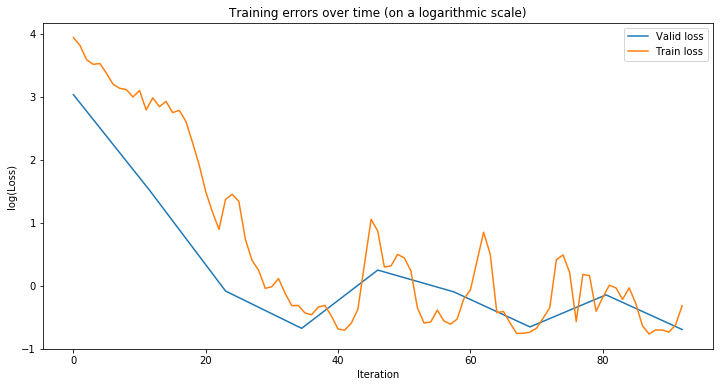 Training errors over time (on a logarithmic scale)
Valid loss
Train loss
log(Loss)
4
3
2
1
0
−1
0
20
40
60
80
Iteration